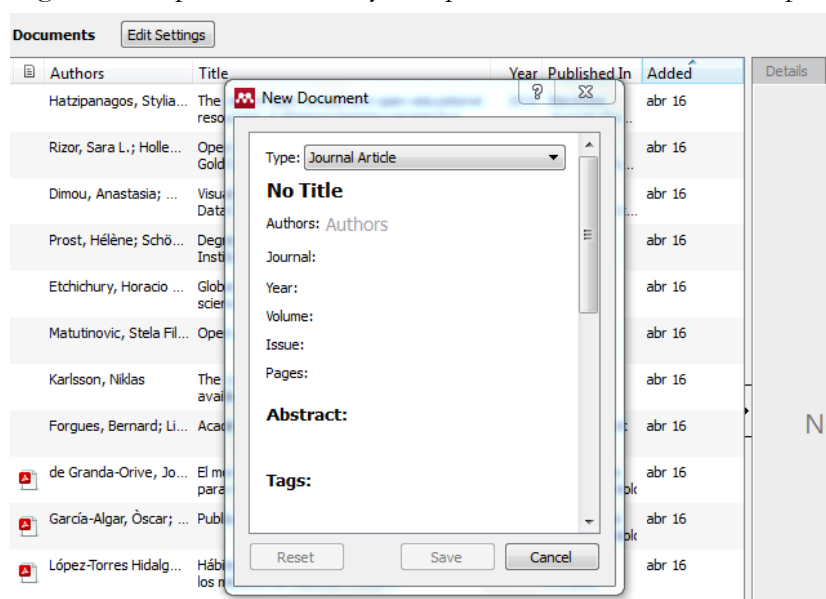 Documents Edit Settings
Authors Title Year Published In Added Details
Hatzipanagos, Stylia... The abr 16
reso
Rizor, Sara L.; Holle... Ope abr 16
Gold
Dimou, Anastasia; ... Visua abr 16
Data
Prost, Hélène; Schö... Degr abr 16
Insti
Etchichury, Horacio ... Glob abr 16
scien
Matutinovic, Stela Fil... Ope abr 16
Karlsson, Niklas The abr 16
avai
Forgues, Bernard; Li... Acad abr 16
de Granda-Orive, Jo... El m abr 16
para
García-Algar, Òscar; ... Publ abr 16
López-Torres Hidalg... Hábi abr 16
los m
New Document
Type: Journal Article
No Title
Authors: Authors
Journal:
Year:
Volume:
Issue:
Pages:
Abstract:
Tags:
Reset Save Cancel
N